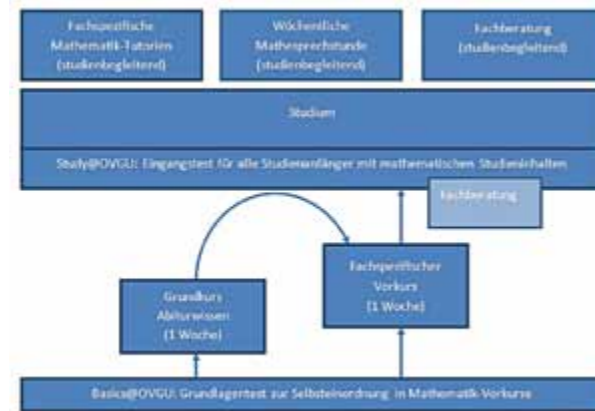 Fachspezifische
Mathematik-Tutorien
(studienbegleitend)
Wöchentliche
Mathesprechstunde
(studienbegleitend)
Fachberatung
(studienbegleitend)
Studium
Study@OVGU: Eingangstest für alle Studienanfänger mit mathematischen Studieninhalten
Fachberatung
Fachspezifischer
Vorkurs
(1 Woche)
Grundkurs
Abiturwissen
(1 Woche)
Basics@OVGU: Grundlagentest zur Selbsteinordnung in Mathematik-Vorkurse